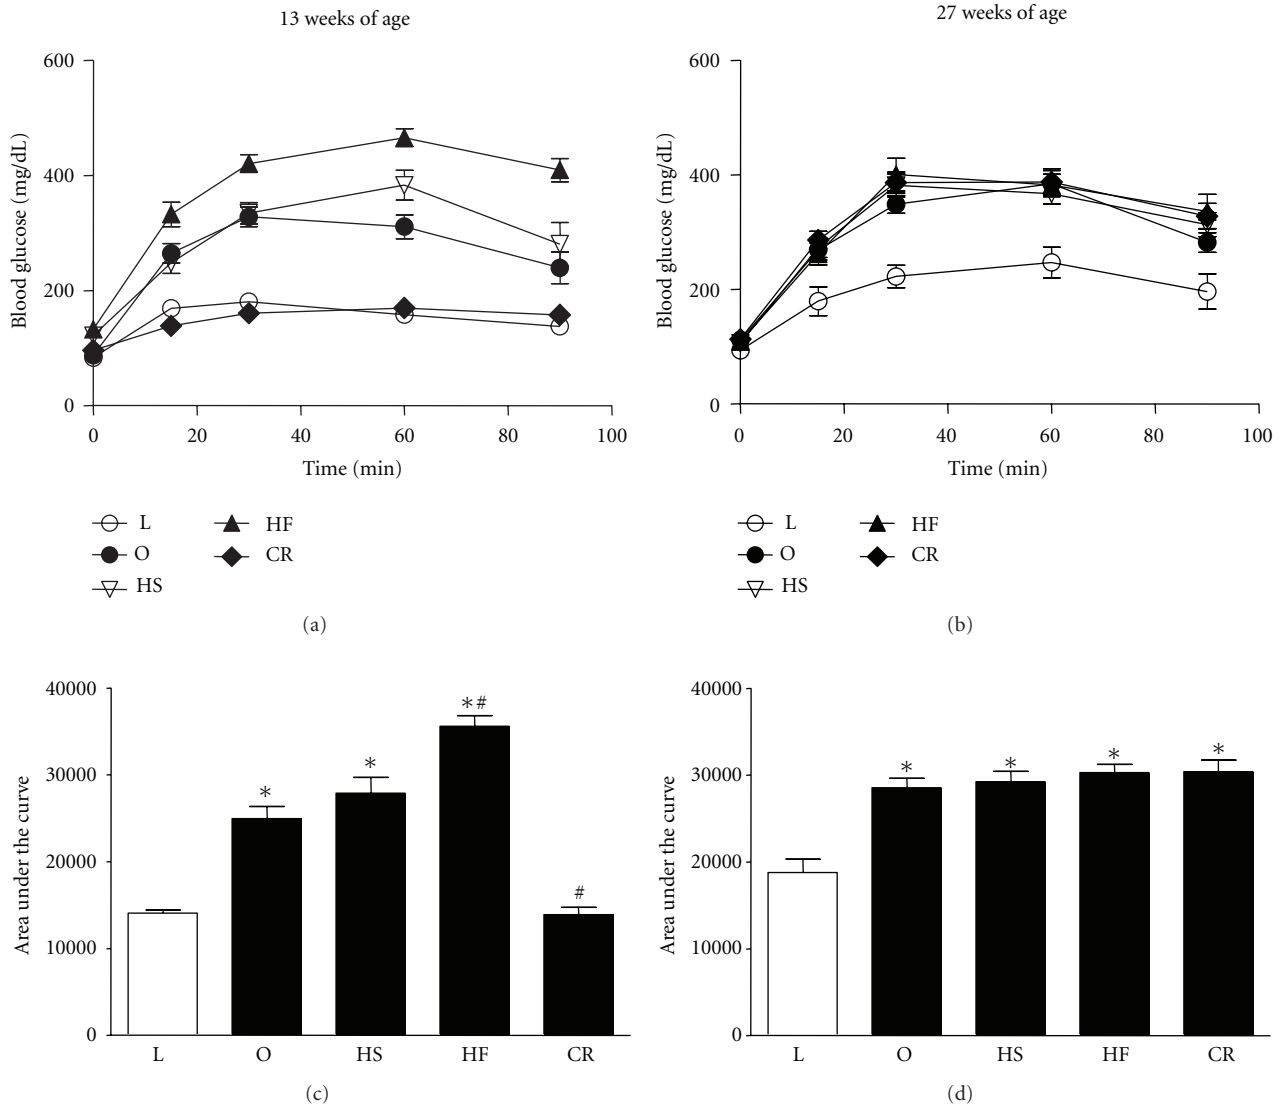 13 weeks of age
600
400
200
0
Blood glucose (mg/dL)
0 20 40 60 80 100
Time (min)
L HF
O CR
HS
(a)
27 weeks of age
600
400
200
0
Blood glucose (mg/dL)
0 20 40 60 80 100
Time (min)
L HF
O CR
HS
(b)
40000
30000
20000
10000
0
Area under the curve
* * *# #
L O HS HF CR
(c)
40000
30000
20000
10000
0
Area under the curve
* * * *
L O HS HF CR
(d)